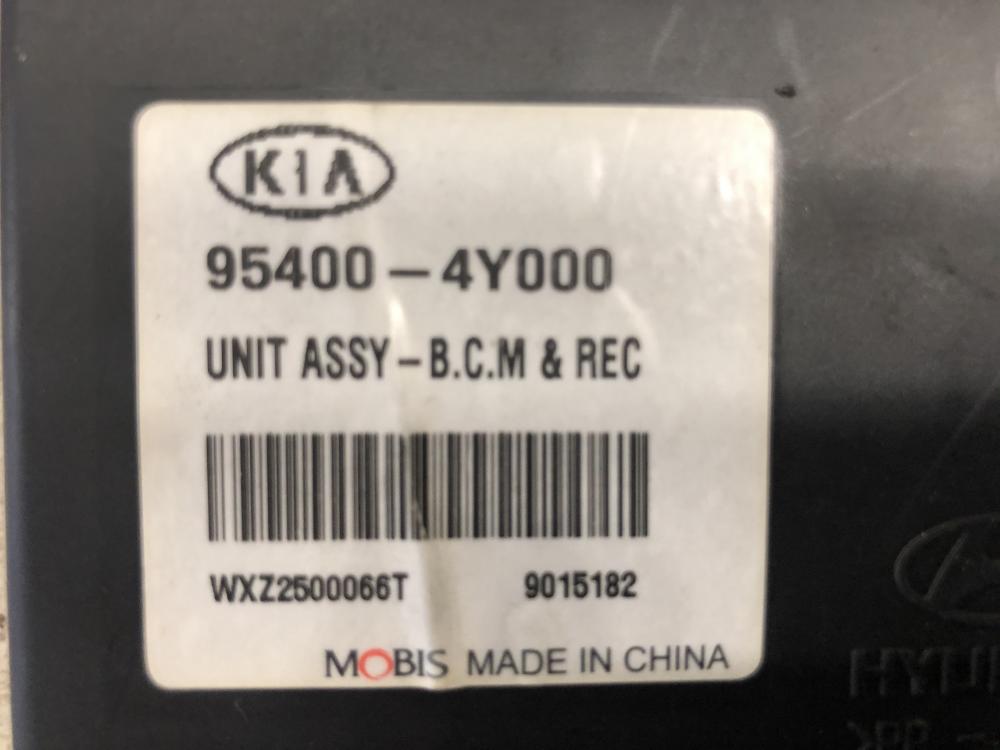 KIA
95400-4Y000
UNIT ASSY-B.C.M & REC
WXZ2500066T 9015182
MOBIS MADE IN CHINA